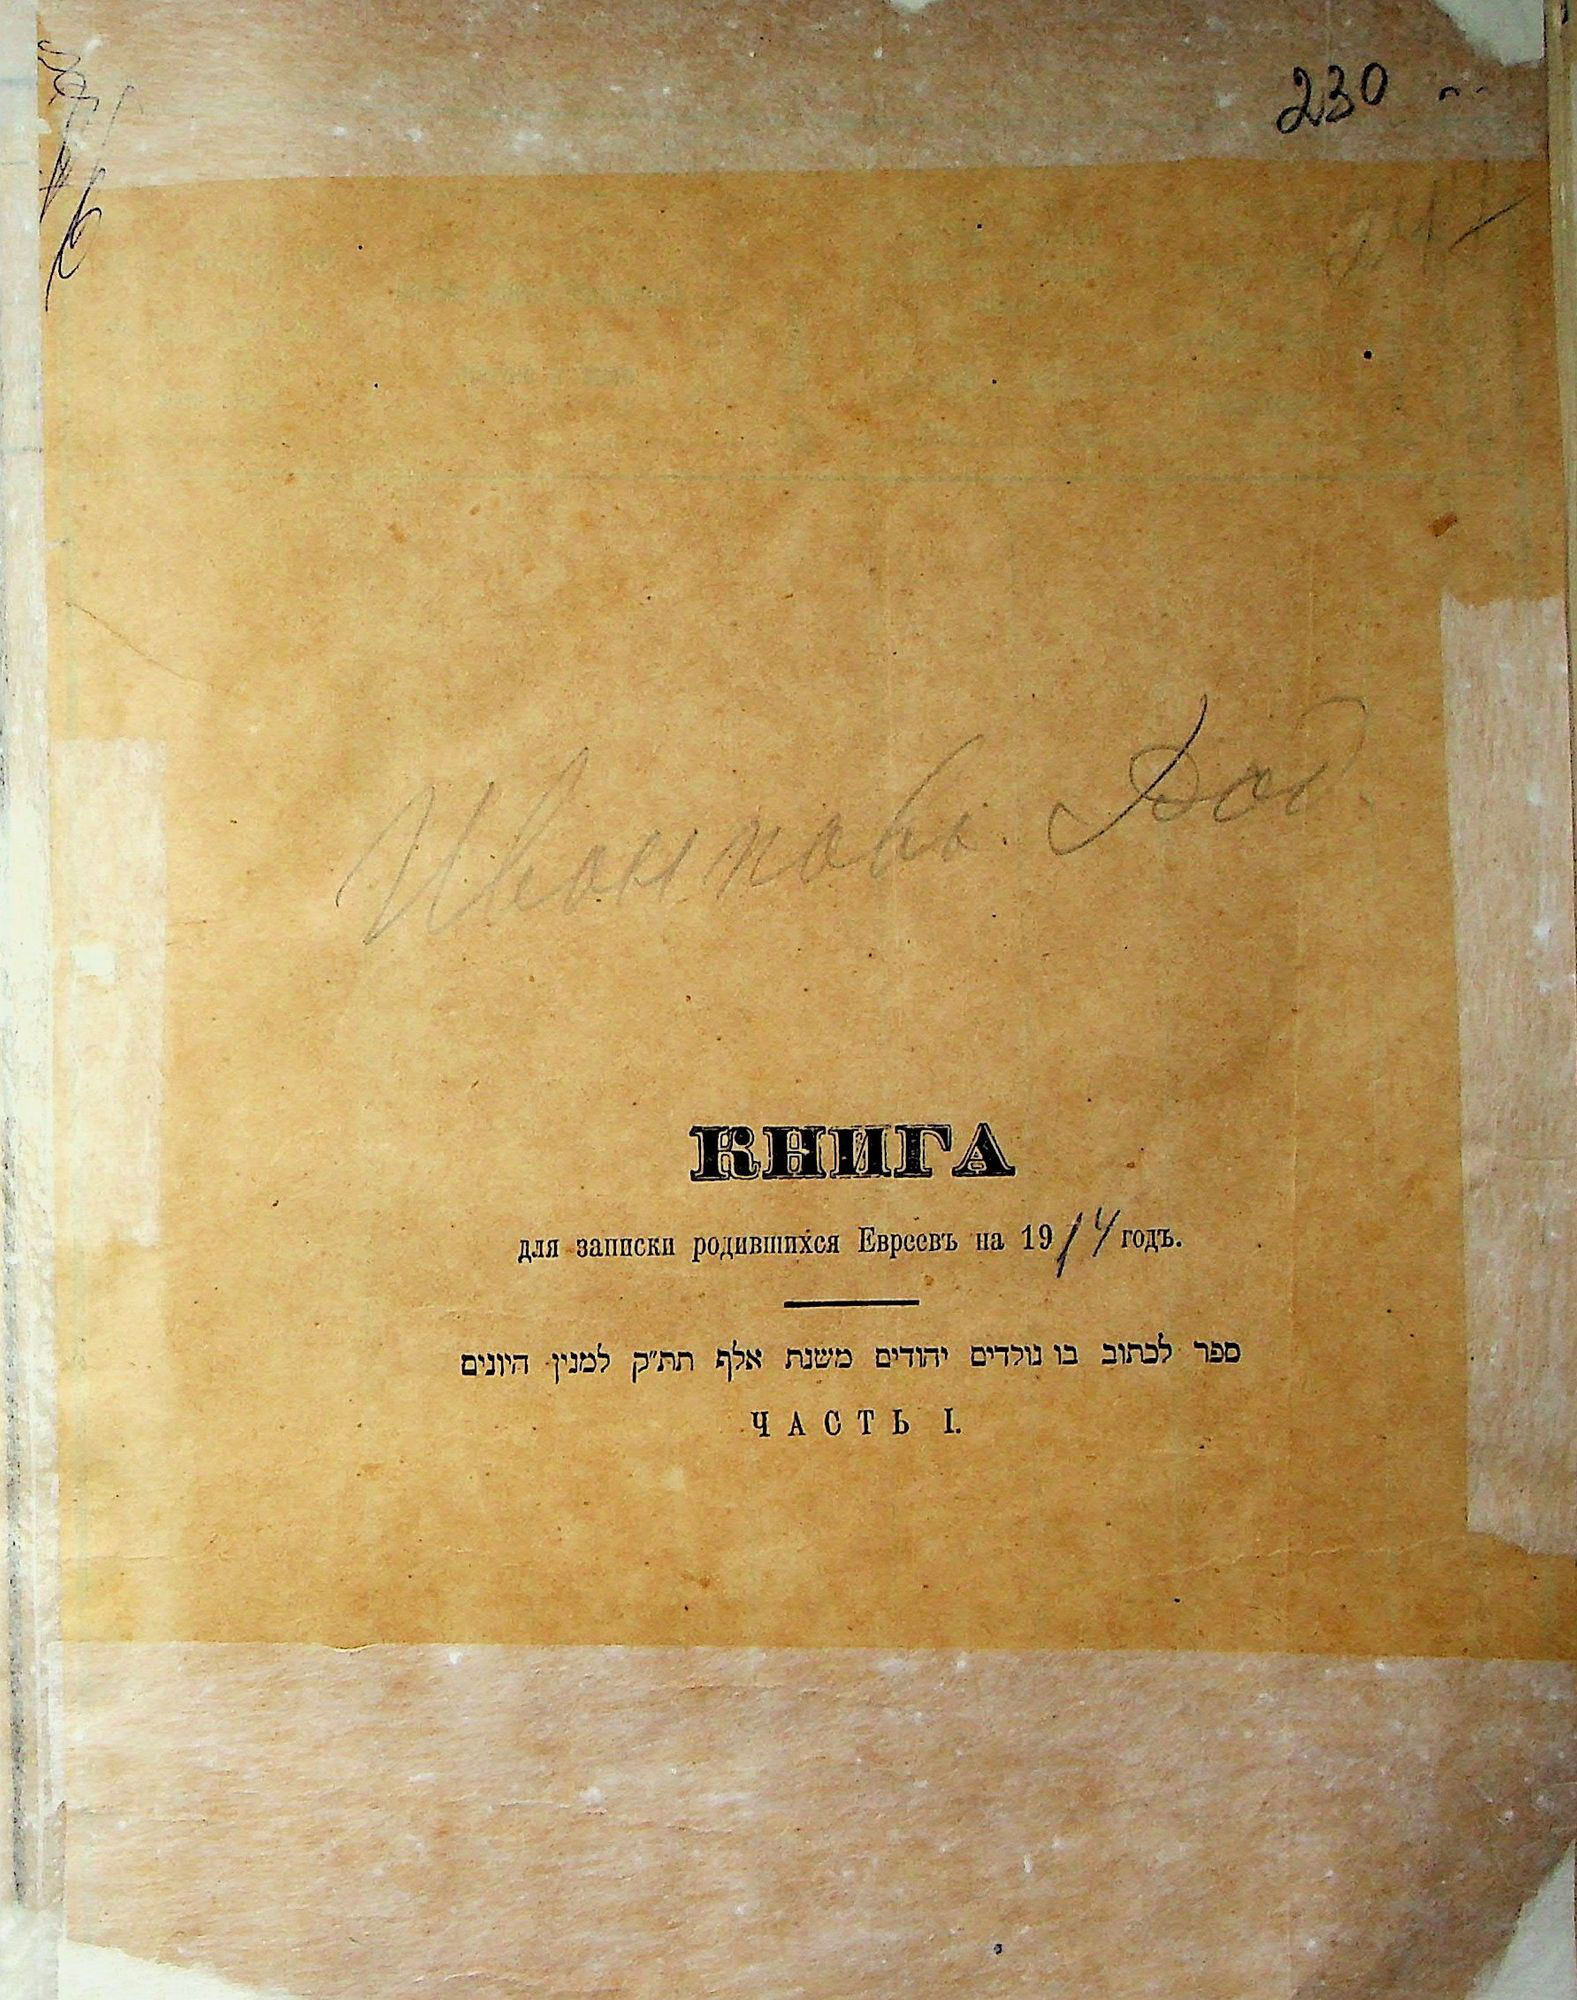 230
КНИГА
для записки родившихся Евреевъ на 1914 годъ.
ספר לכתוב בו נולדים יהודים משנת אלף תת״ק למנין היונים
ЧАСТЬ I.